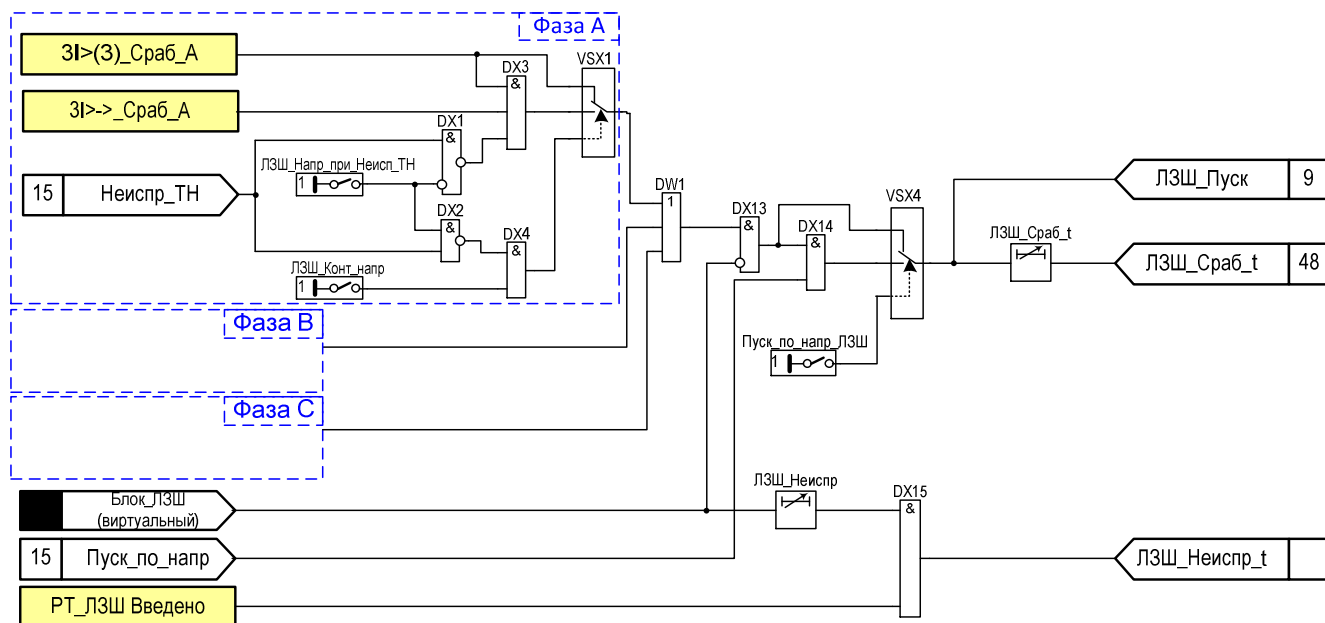 Фаза А
3I>(3)_Сраб_А
VSX1
DX3
&
3I>->_Сраб_А
DX1
&
ЛЗШ_Напр_при_Неисп_ТН
1
15 Неиспр_ТН
DX2
&
DX4
&
ЛЗШ_Конт_напр
1
DW1
1
DX13
&
DX14
&
VSX4
ЛЗШ_Пуск 9
ЛЗШ_Сраб_t
ЛЗШ_Сраб_t 48
Фаза В
Пуск_по_напр_ЛЗШ
1
Фаза С
ЛЗШ_Неиспр
DX15
&
Блок_ЛЗШ
(виртуальный)
15 Пуск_по_напр
ЛЗШ_Неиспр_t
РТ_ЛЗШ Введено